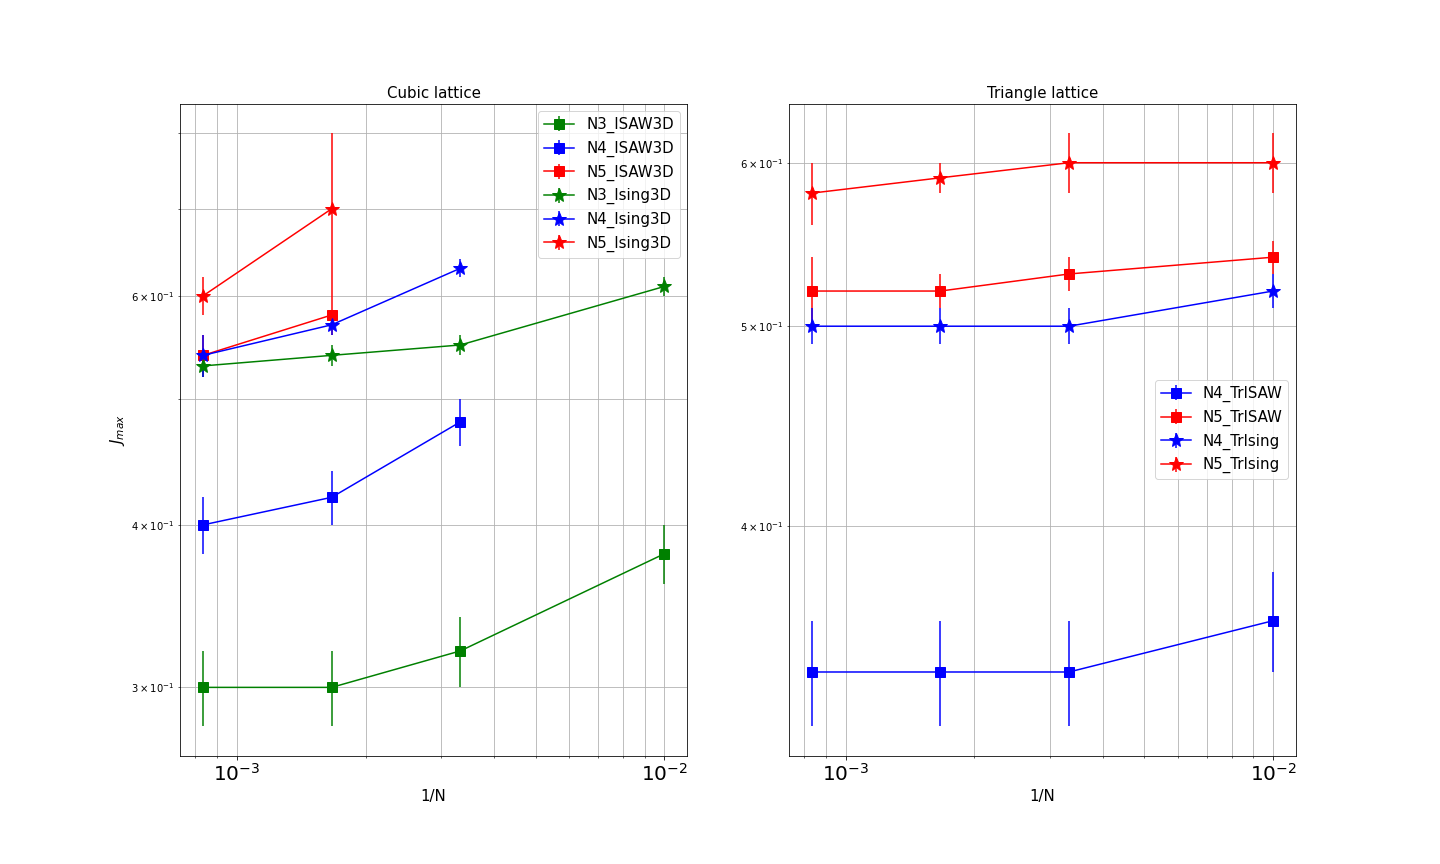 Cubic lattice
N3_ISAW3D
N4_ISAW3D
N5_ISAW3D
N3_Ising3D
N4_Ising3D
N5_Ising3D
6 × 10⁻¹
4 × 10⁻¹
3 × 10⁻¹
J_max
10⁻³
10⁻²
1/N
Triangle lattice
6 × 10⁻¹
5 × 10⁻¹
4 × 10⁻¹
N4_TrISAW
N5_TrISAW
N4_TrIsing
N5_TrIsing
10⁻³
10⁻²
1/N